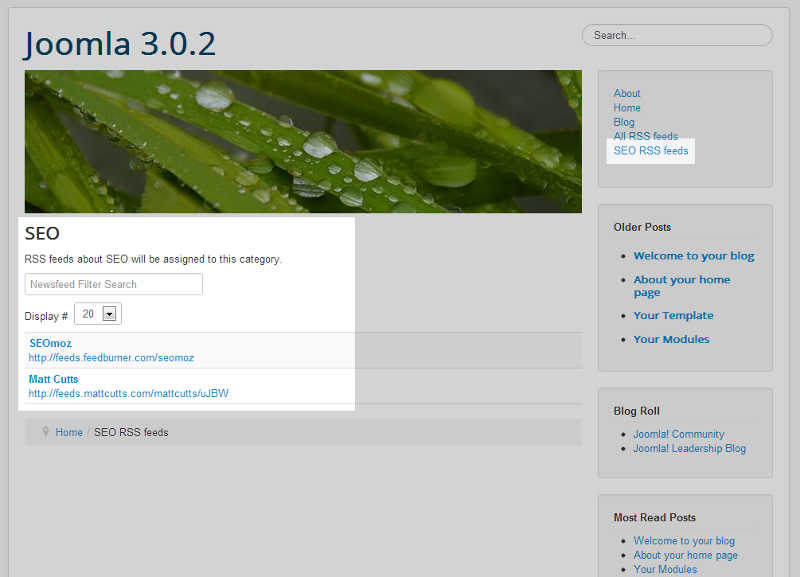 Joomla 3.0.2
Search...
About
Home
Blog
All RSS feeds
SEO RSS feeds
SEO
RSS feeds about SEO will be assigned to this category.
Newsfeed Filter Search
Display # 20
SEOmoz
http://feeds.feedburner.com/seomoz
Matt Cutts
http://feeds.mattcutts.com/mattcutts/uJBW
Home / SEO RSS feeds
Older Posts
Welcome to your blog
About your home
page
Your Template
Your Modules
Blog Roll
Joomla! Community
Joomla! Leadership Blog
Most Read Posts
Welcome to your blog
About your home page
Your Modules